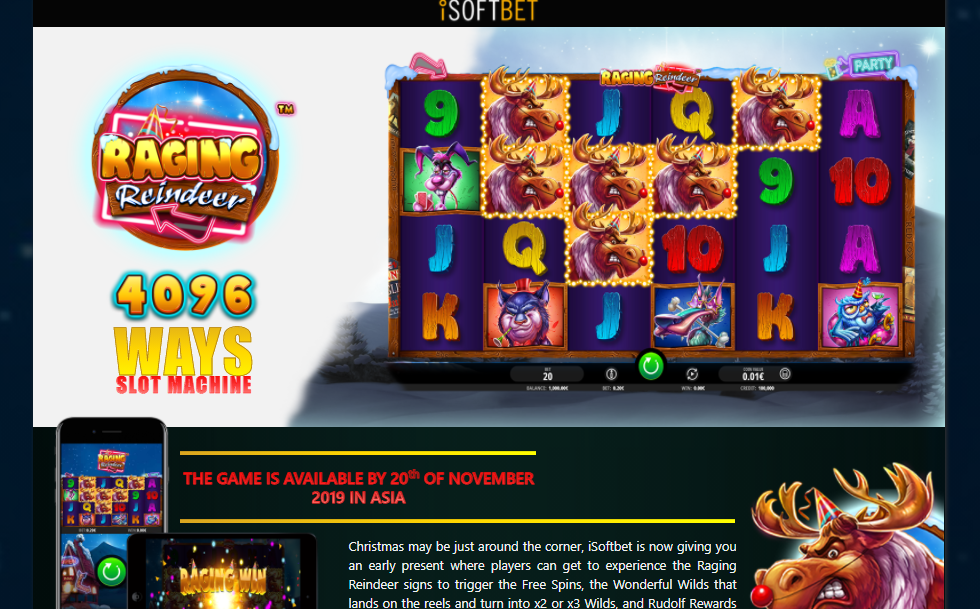 iSOFTBET
RAGING
Reindeer
TM
4096
WAYS
SLOT MACHINE
RAGING Reindeer
PARTY
9 J Q A
9 10
J Q 10 J A
K J K
BET
20
COIN VALUE
0.01€
BALANCE: 1,000.00€ BET: 0.20€ WIN: 0.00€ CREDIT: 100,000
THE GAME IS AVAILABLE BY 20th OF NOVEMBER
2019 IN ASIA
RAGING WIN
Christmas may be just around the corner, iSoftbet is now giving you
an early present where players can get to experience the Raging
Reindeer signs to trigger the Free Spins, the Wonderful Wilds that
lands on the reels and turn into x2 or x3 Wilds, and Rudolf Rewards